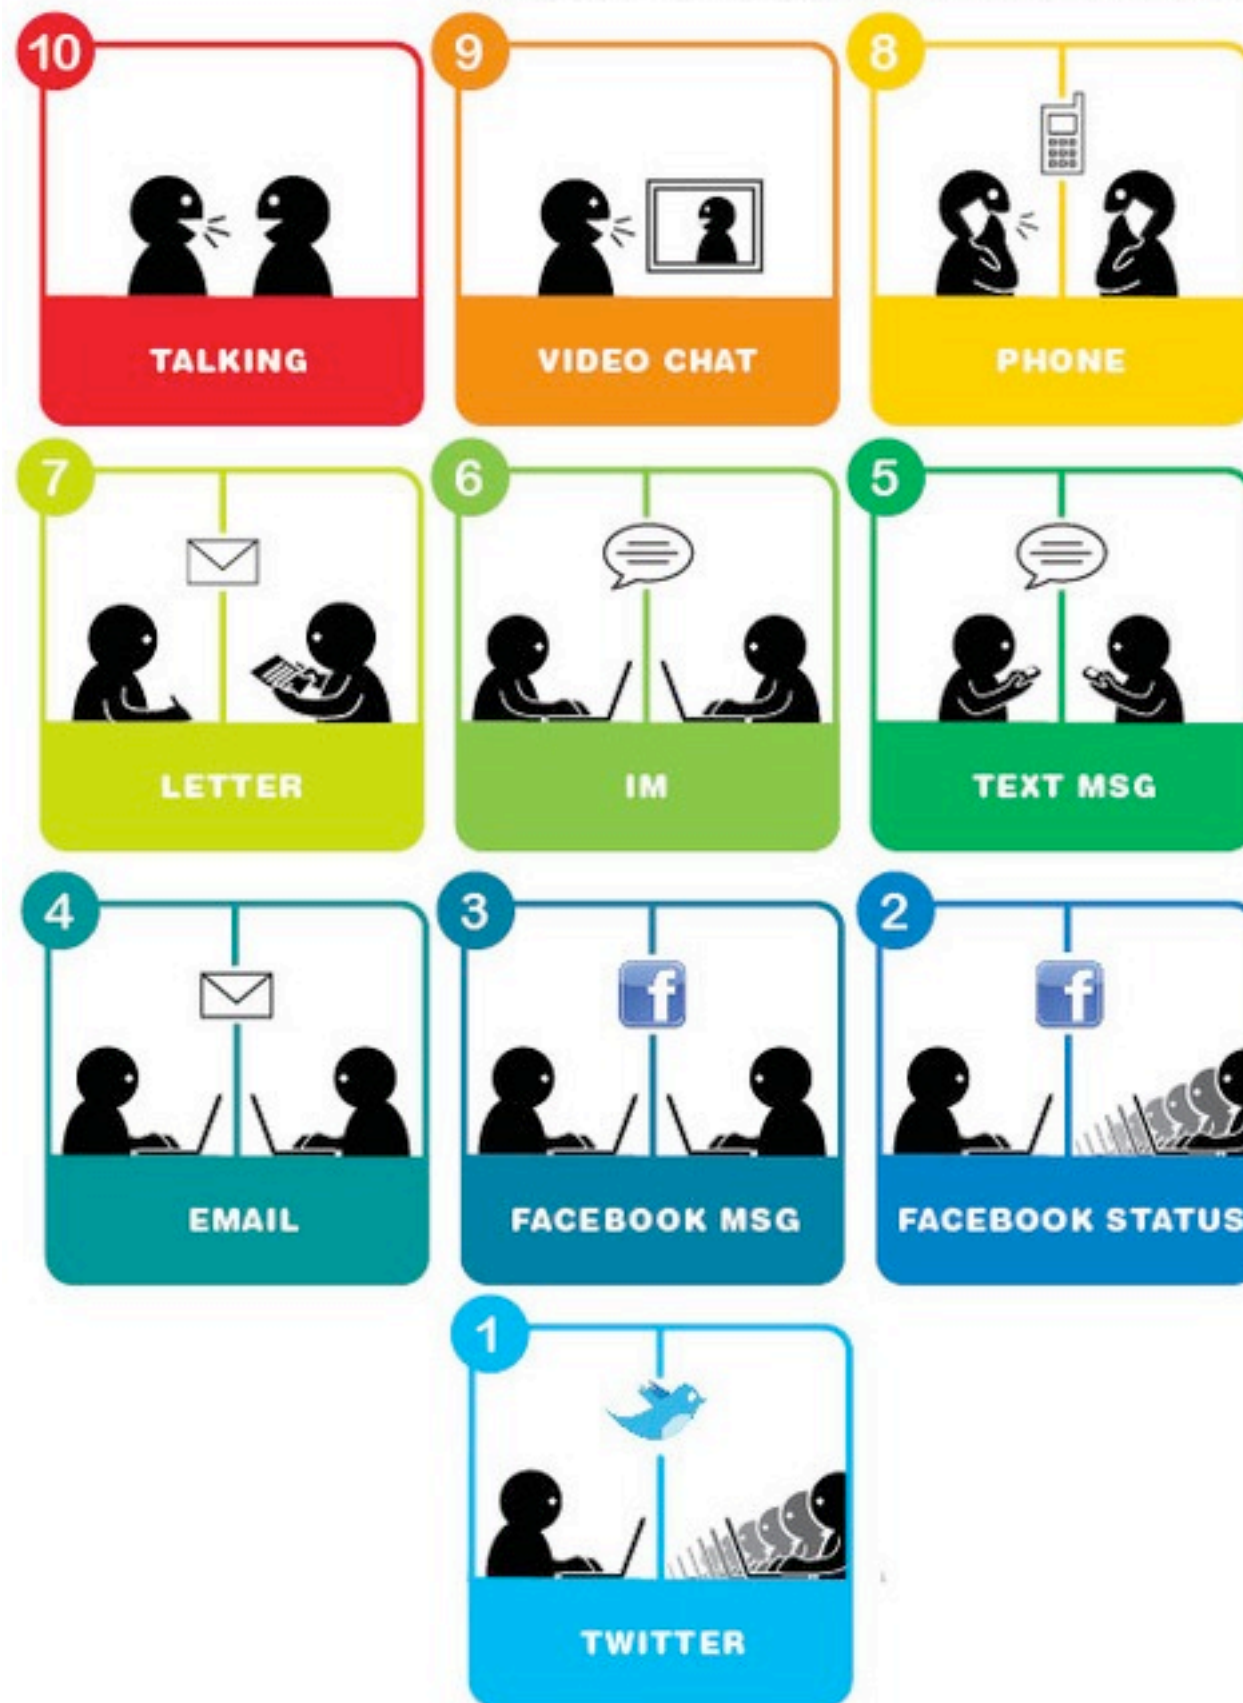 10
TALKING
9
VIDEO CHAT
8
PHONE
7
LETTER
6
IM
5
TEXT MSG
4
EMAIL
3
f
FACEBOOK MSG
2
f
FACEBOOK STATUS
1
TWITTER